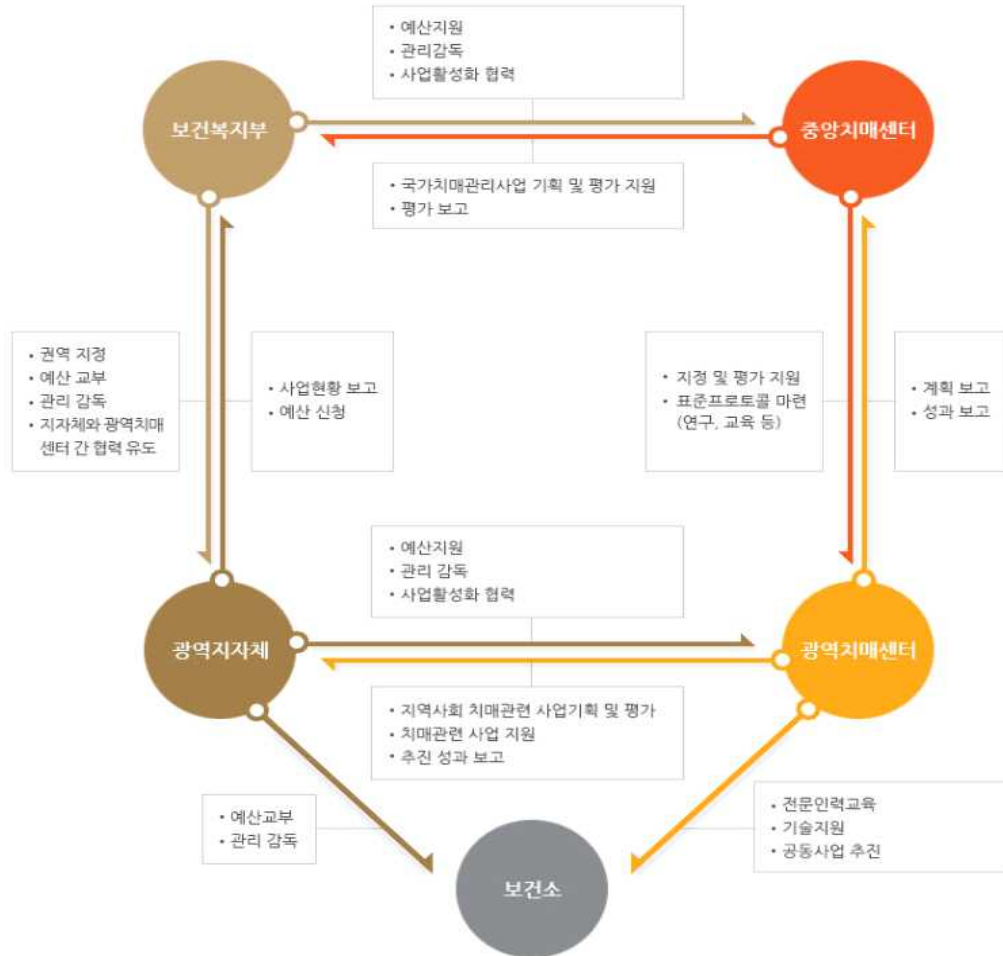 • 예산지원
• 관리감독
• 사업활성화 협력
보건복지부
중앙치매센터
• 국가치매관리사업 기획 및 평가 지원
• 평가 보고
• 권역 지정
• 예산 교부
• 관리 감독
• 지자체와 광역치매
센터 간 협력 유도
• 사업현황 보고
• 예산 신청
• 지정 및 평가 지원
• 표준프로토콜 마련
(연구, 교육 등)
• 계획 보고
• 성과 보고
• 예산지원
• 관리 감독
• 사업활성화 협력
광역지자체
광역치매센터
• 지역사회 치매관련 사업기획 및 평가
• 치매관련 사업 지원
• 추진 성과 보고
• 예산교부
• 관리 감독
• 전문인력교육
• 기술지원
• 공동사업 추진
보건소